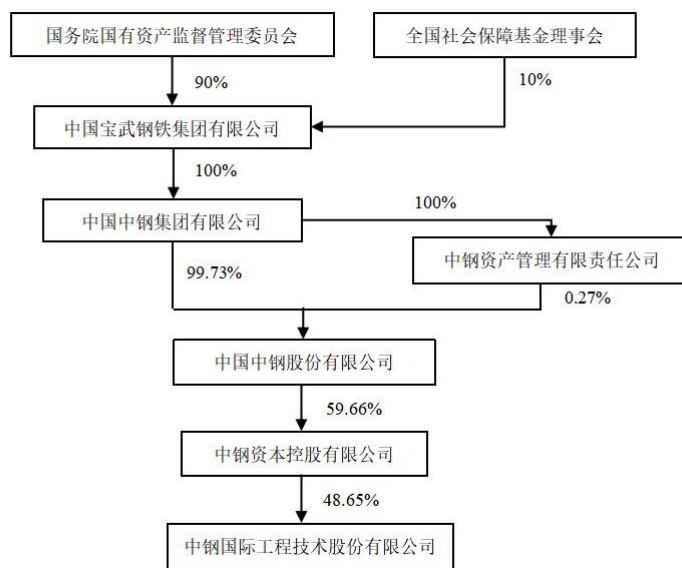 国务院国有资产监督管理委员会
全国社会保障基金理事会
90%
10%
中国宝武钢铁集团有限公司
100%
中国中钢集团有限公司
100%
中钢资产管理有限责任公司
99.73%
0.27%
中国中钢股份有限公司
59.66%
中钢资本控股有限公司
48.65%
中钢国际工程技术股份有限公司